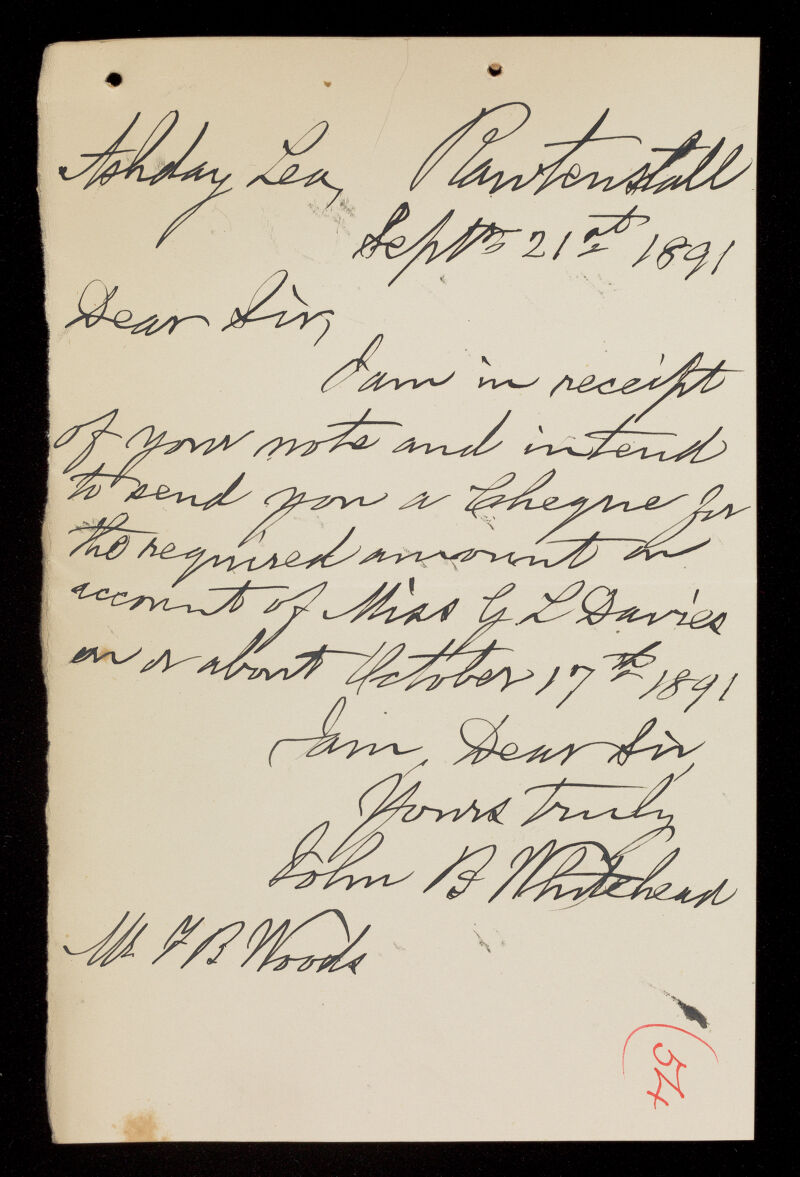 Ashday Lea, Rawtenstall
Septr 21st 1891
Dear Sir,
I am in receipt
of your note and intend
to send you a Cheque for
the required amount on
account of Miss G L Davies
on or about October 17th 1891
I am, Dear Sir,
Yours truly
John B Whitehead
Mr F B Woods
54